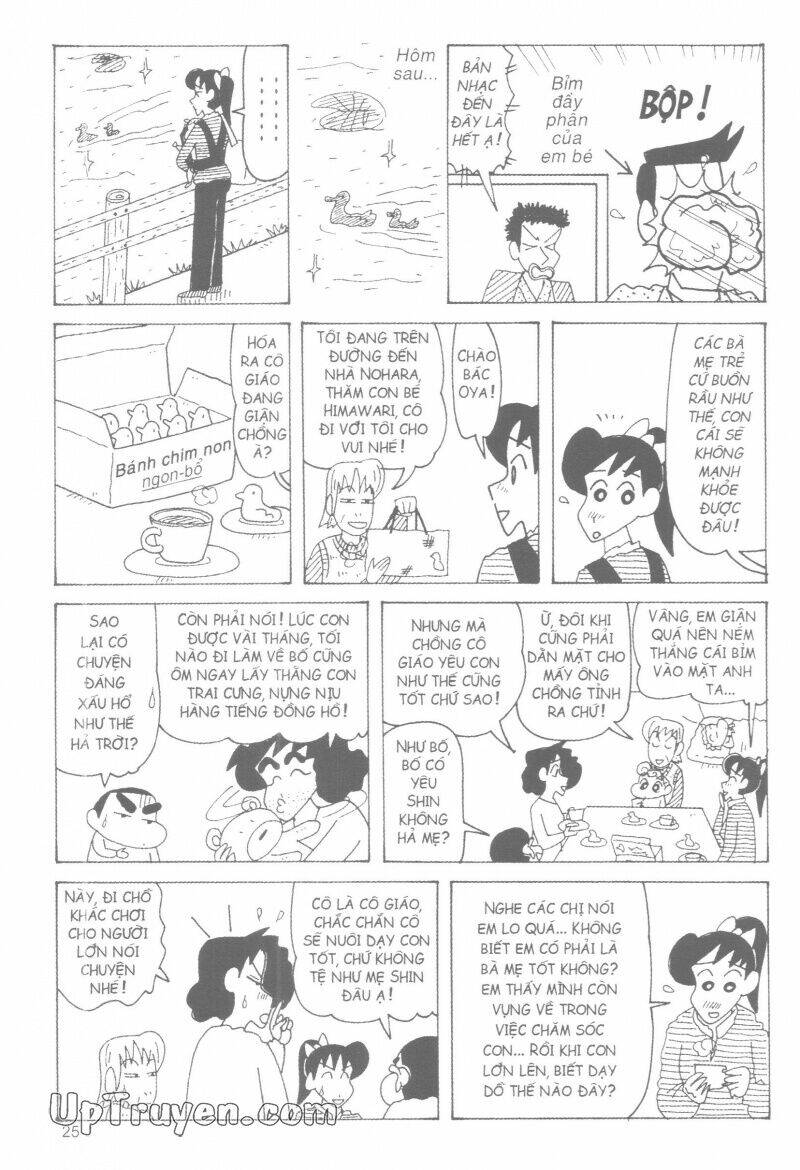 BẢN
NHẠC
ĐẾN
ĐÂY LÀ
HẾT Ạ!
Bỉm
đầy
phân
của
em bé
BỘP!
Hôm
sau...
CÁC BÀ
MẸ TRẺ
CỨ BUỒN
RẦU NHƯ
THẾ, CON
CÁI SẼ
KHÔNG
MẠNH
KHỎE
ĐƯỢC
ĐÂU!
CHÀO
BÁC
OYA!
TÔI ĐANG TRÊN
ĐƯỜNG ĐẾN
NHÀ NOHARA,
THĂM CON BÉ
HIMAWARI, CÔ
ĐI VỚI TÔI CHO
VUI NHÉ!
HÓA
RA CÔ
GIÁO
ĐANG
GIẬN
CHỒNG
À?
Bánh chim non
ngon-bổ
VÂNG, EM GIẬN
QUÁ NÊN NÉM
THẲNG CÁI BỈM
VÀO MẶT ANH
TA...
Ừ, ĐÔI KHI
CŨNG PHẢI
DẰN MẶT CHO
MẤY ÔNG
CHỒNG TỈNH
RA CHỨ!
NHƯNG MÀ
CHỒNG CÔ
GIÁO YÊU CON
NHƯ THẾ CŨNG
TỐT CHỨ SAO!
NHƯ BỐ,
BỐ CÓ
YÊU
SHIN
KHÔNG
HẢ MẸ?
CÒN PHẢI NÓI! LÚC CON
ĐƯỢC VÀI THÁNG, TỐI
NÀO ĐI LÀM VỀ BỐ CŨNG
ÔM NGAY LẤY THẰNG CON
TRAI CƯNG, NỰNG NỊU
HÀNG TIẾNG ĐỒNG HỒ!
SAO
LẠI CÓ
CHUYỆN
ĐÁNG
XẤU HỔ
NHƯ THẾ
HẢ TRỜI?
NGHE CÁC CHỊ NÓI
EM LO QUÁ... KHÔNG
BIẾT EM CÓ PHẢI LÀ
BÀ MẸ TỐT KHÔNG?
EM THẤY MÌNH CÒN
VỤNG VỀ TRONG
VIỆC CHĂM SÓC
CON... RỒI KHI CON
LỚN LÊN, BIẾT DẠY
DỖ THẾ NÀO ĐÂY?
CÔ LÀ CÔ GIÁO,
CHẮC CHẮN CÔ
SẼ NUÔI DẠY CON
TỐT, CHỨ KHÔNG
TỆ NHƯ MẸ SHIN
ĐÂU Ạ!
NÀY, ĐI CHỖ
KHÁC CHƠI
CHO NGƯỜI
LỚN NÓI
CHUYỆN
NHÉ!
UpTruyen.com
25